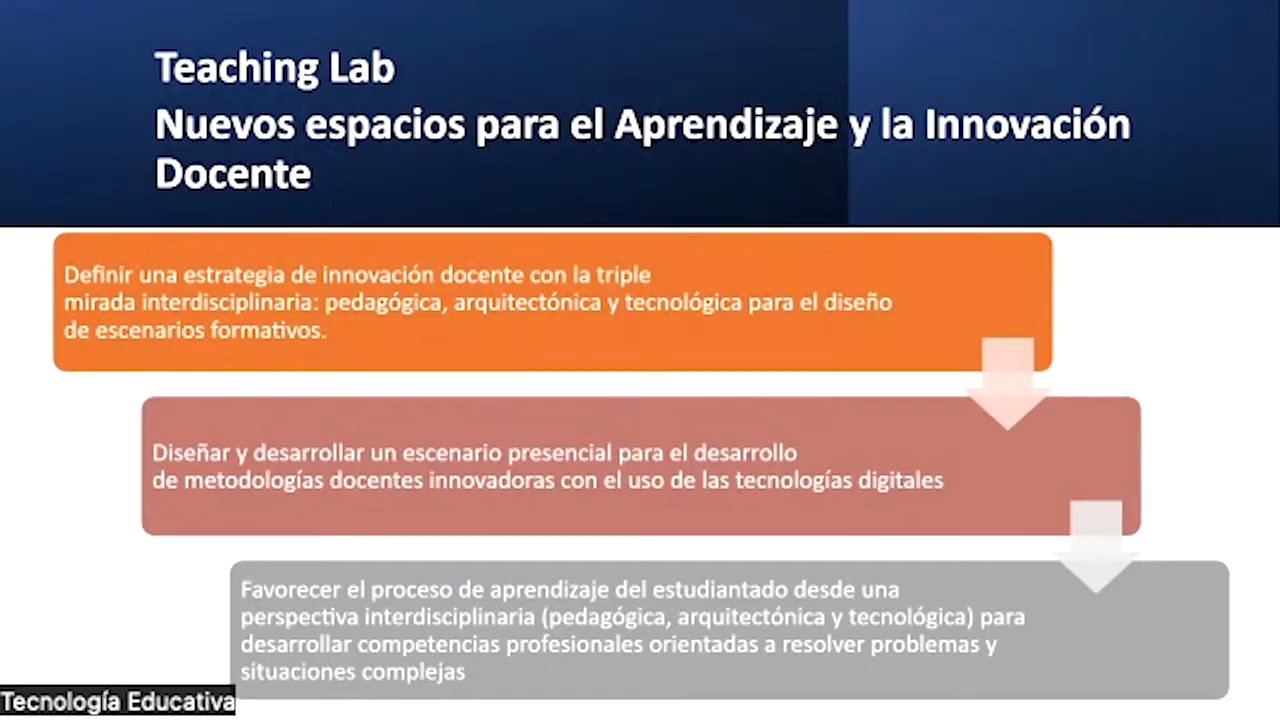 Teaching Lab
Nuevos espacios para el Aprendizaje y la Innovación
Docente
Definir una estrategia de innovación docente con la triple
mirada interdisciplinaria: pedagógica, arquitectónica y tecnológica para el diseño
de escenarios formativos.
Diseñar y desarrollar un escenario presencial para el desarrollo
de metodologías docentes innovadoras con el uso de las tecnologías digitales
Favorecer el proceso de aprendizaje del estudiantado desde una
perspectiva interdisciplinaria (pedagógica, arquitectónica y tecnológica) para
desarrollar competencias profesionales orientadas a resolver problemas y
situaciones complejas
Tecnología Educativa